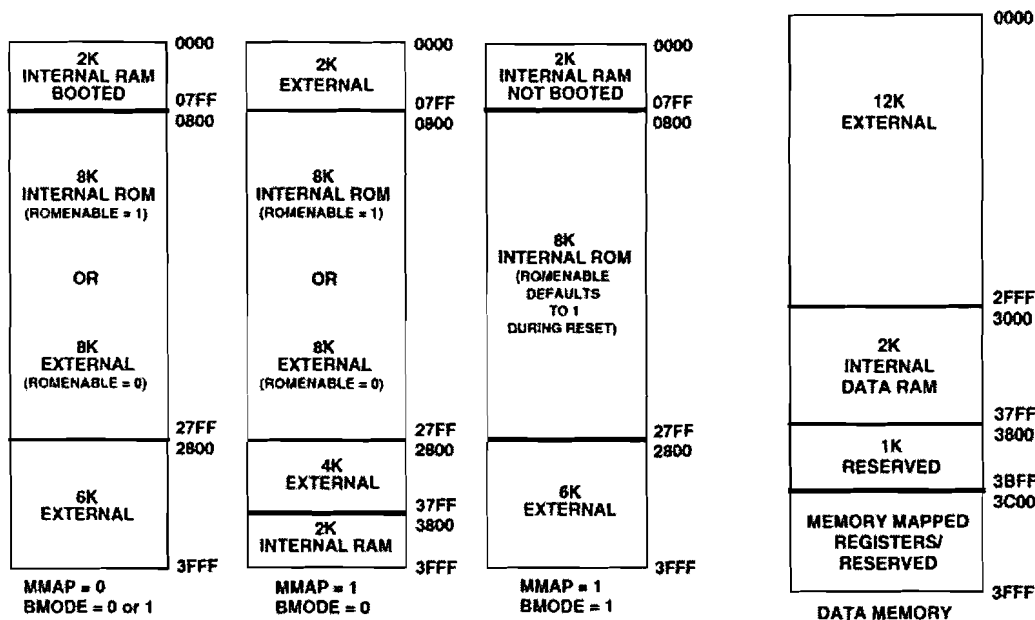 0000
2K
INTERNAL RAM
BOOTED
07FF
0800
8K
INTERNAL ROM
(ROMENABLE = 1)
OR
8K
EXTERNAL
(ROMENABLE = 0)
27FF
2800
6K
EXTERNAL
3FFF
MMAP = 0
BMODE = 0 or 1
0000
2K
EXTERNAL
07FF
0800
8K
INTERNAL ROM
(ROMENABLE = 1)
OR
8K
EXTERNAL
(ROMENABLE = 0)
27FF
2800
4K
EXTERNAL
37FF
3800
2K
INTERNAL RAM
3FFF
MMAP = 1
BMODE = 0
0000
2K
INTERNAL RAM
NOT BOOTED
07FF
0800
8K
INTERNAL ROM
(ROMENABLE
DEFAULTS
TO 1
DURING RESET)
27FF
2800
6K
EXTERNAL
3FFF
MMAP = 1
BMODE = 1
0000
12K
EXTERNAL
2FFF
3000
2K
INTERNAL
DATA RAM
37FF
3800
1K
RESERVED
3BFF
3C00
MEMORY MAPPED
REGISTERS/
RESERVED
3FFF
DATA MEMORY